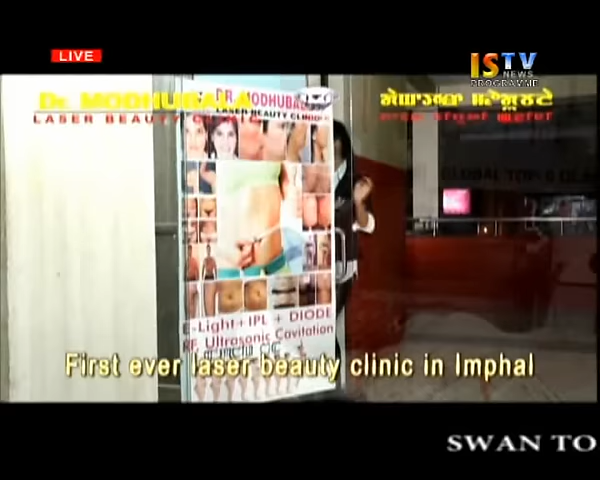 LIVE
ISTV
NEWS
PROGRAMME
Dr. MODHUBALA
LASER BEAUTY CLINIC
DR. MODHUBALA
LASER BEAUTY CLINIC
E-Light+IPL+DIODE
RF Ultrasonic Cavitation
First ever laser beauty clinic in Imphal
SWAN TO